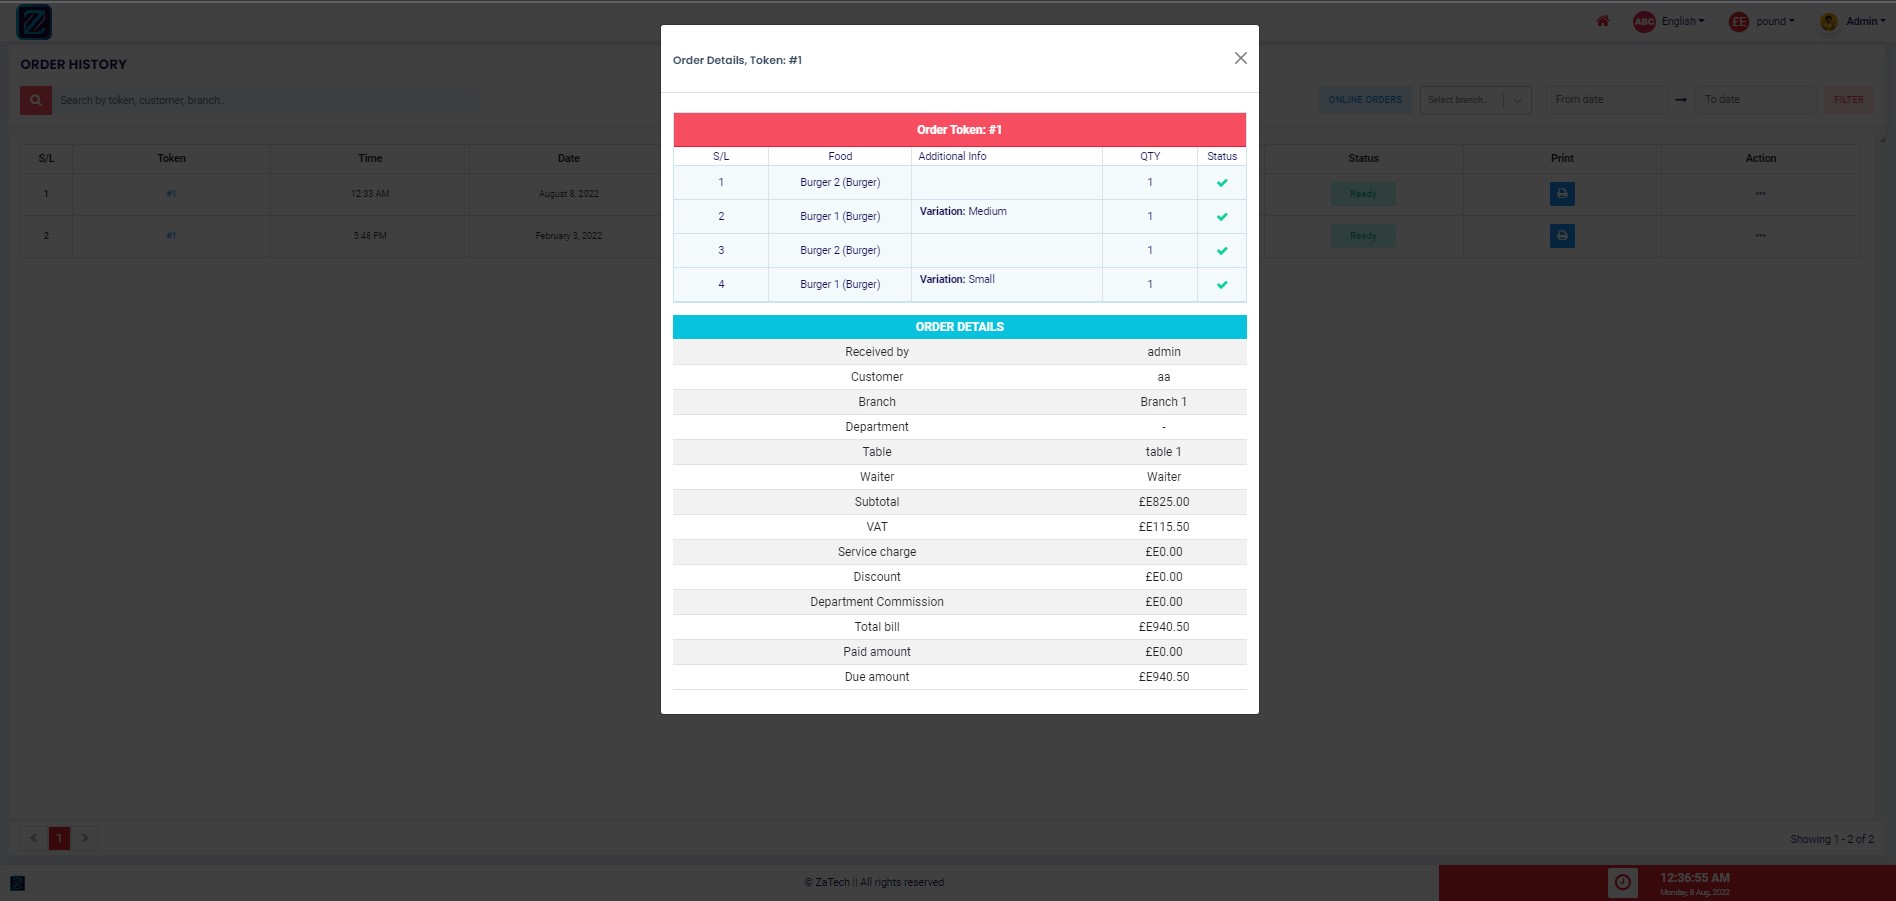 ABC English
£E pound
Admin
ORDER HISTORY
Search by token, customer, branch..
ONLINE ORDERS
Select branch..
From date
To date
FILTER
S/L Token Time Date Status Print Action
1 #1 12:33 AM August 8, 2022 Ready
2 #1 5:48 PM February 3, 2022 Ready
Order Details, Token: #1
Order Token: #1
S/L Food Additional Info QTY Status
1 Burger 2 (Burger) 1
2 Burger 1 (Burger) Variation: Medium 1
3 Burger 2 (Burger) 1
4 Burger 1 (Burger) Variation: Small 1
ORDER DETAILS
Received by admin
Customer aa
Branch Branch 1
Department -
Table table 1
Waiter Waiter
Subtotal £E825.00
VAT £E115.50
Service charge £E0.00
Discount £E0.00
Department Commission £E0.00
Total bill £E940.50
Paid amount £E0.00
Due amount £E940.50
« 1 »
Showing 1 - 2 of 2
© ZaTech || All rights reserved
12:36:55 AM
Monday, 8 Aug, 2022